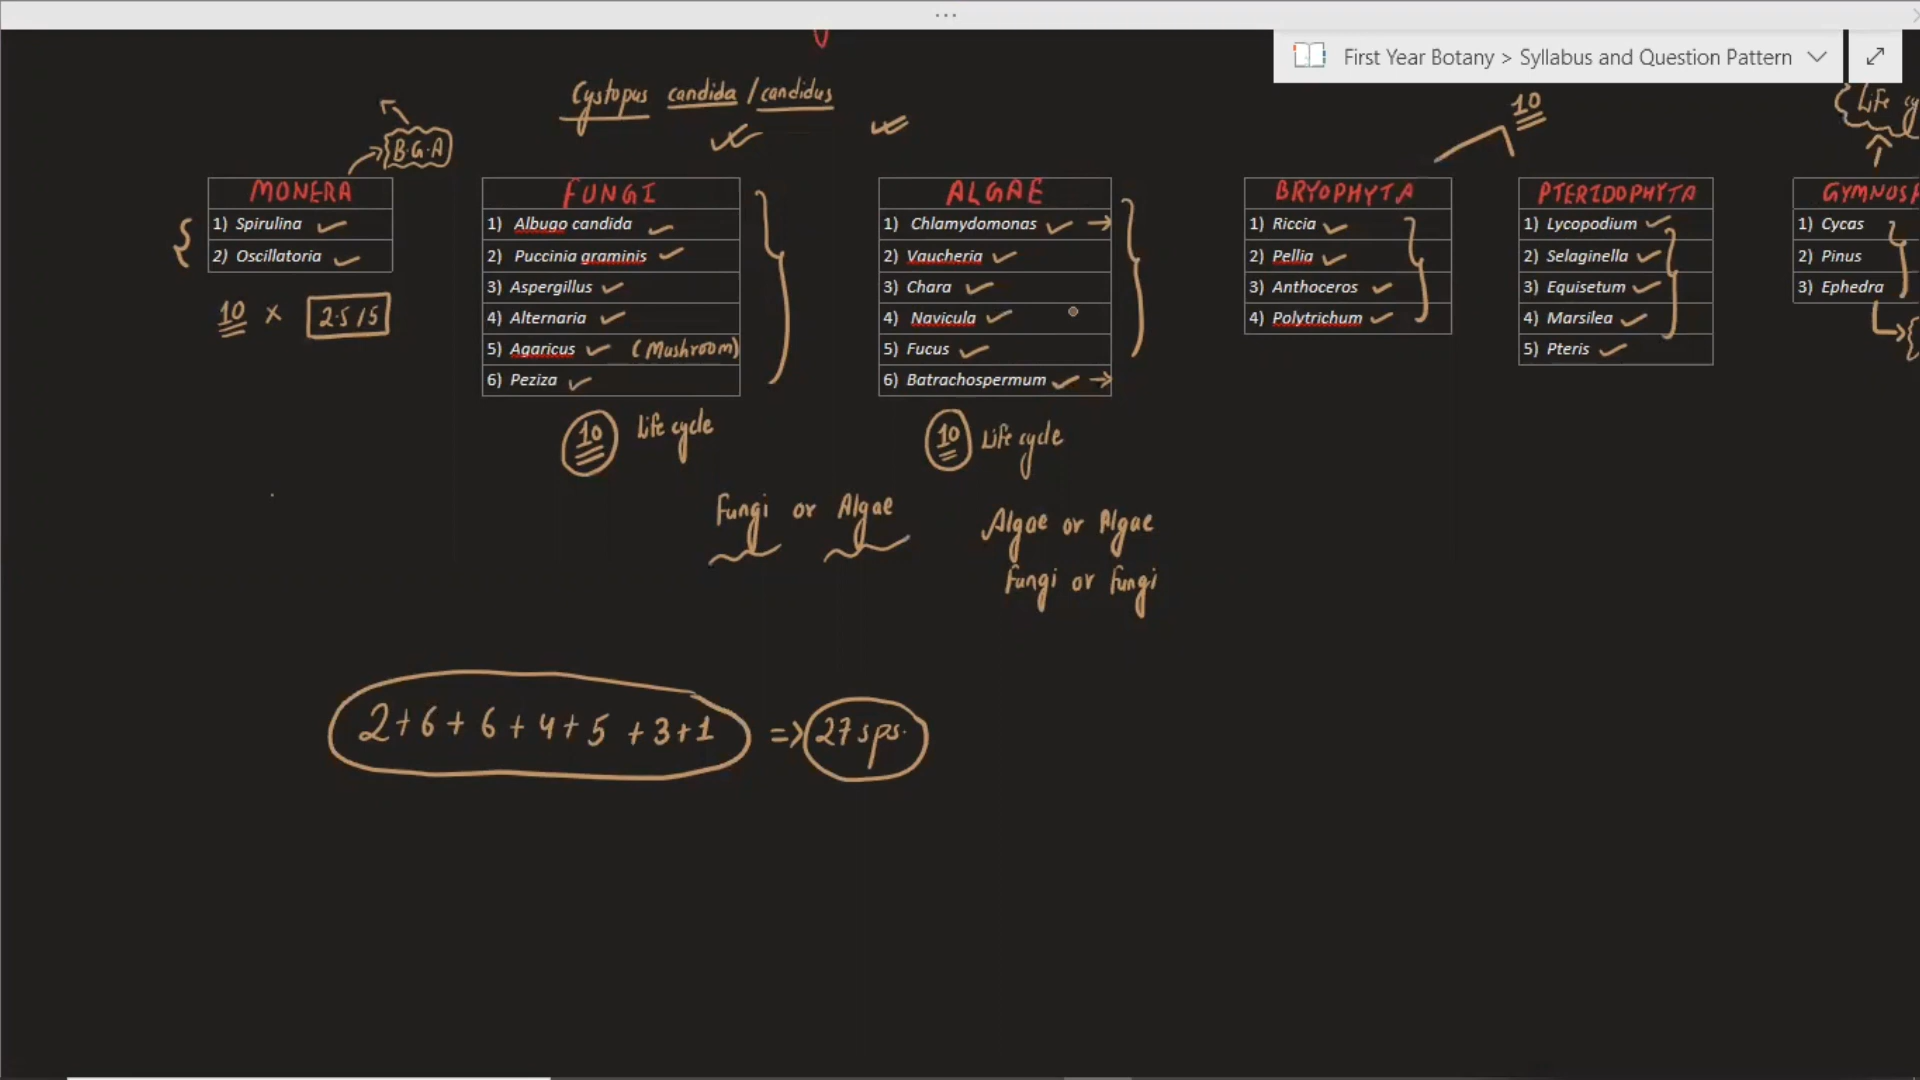 First Year Botany > Syllabus and Question Pattern
Cystopus candida / candidus
B.G.A
10
Life cy
MONERA
1) Spirulina
2) Oscillatoria
10 × 2.5/5
FUNGI
1) Albugo candida
2) Puccinia graminis
3) Aspergillus
4) Alternaria
5) Agaricus (Mushroom)
6) Peziza
10 Life cycle
ALGAE
1) Chlamydomonas
2) Vaucheria
3) Chara
4) Navicula
5) Fucus
6) Batrachospermum
10 Life cycle
BRYOPHYTA
1) Riccia
2) Pellia
3) Anthoceros
4) Polytrichum
PTERIDOPHYTA
1) Lycopodium
2) Selaginella
3) Equisetum
4) Marsilea
5) Pteris
GYMNOS
1) Cycas
2) Pinus
3) Ephedra
Fungi or Algae
Algae or Algae
Fungi or fungi
2+6+6+4+5+3+1 => 27 sps.